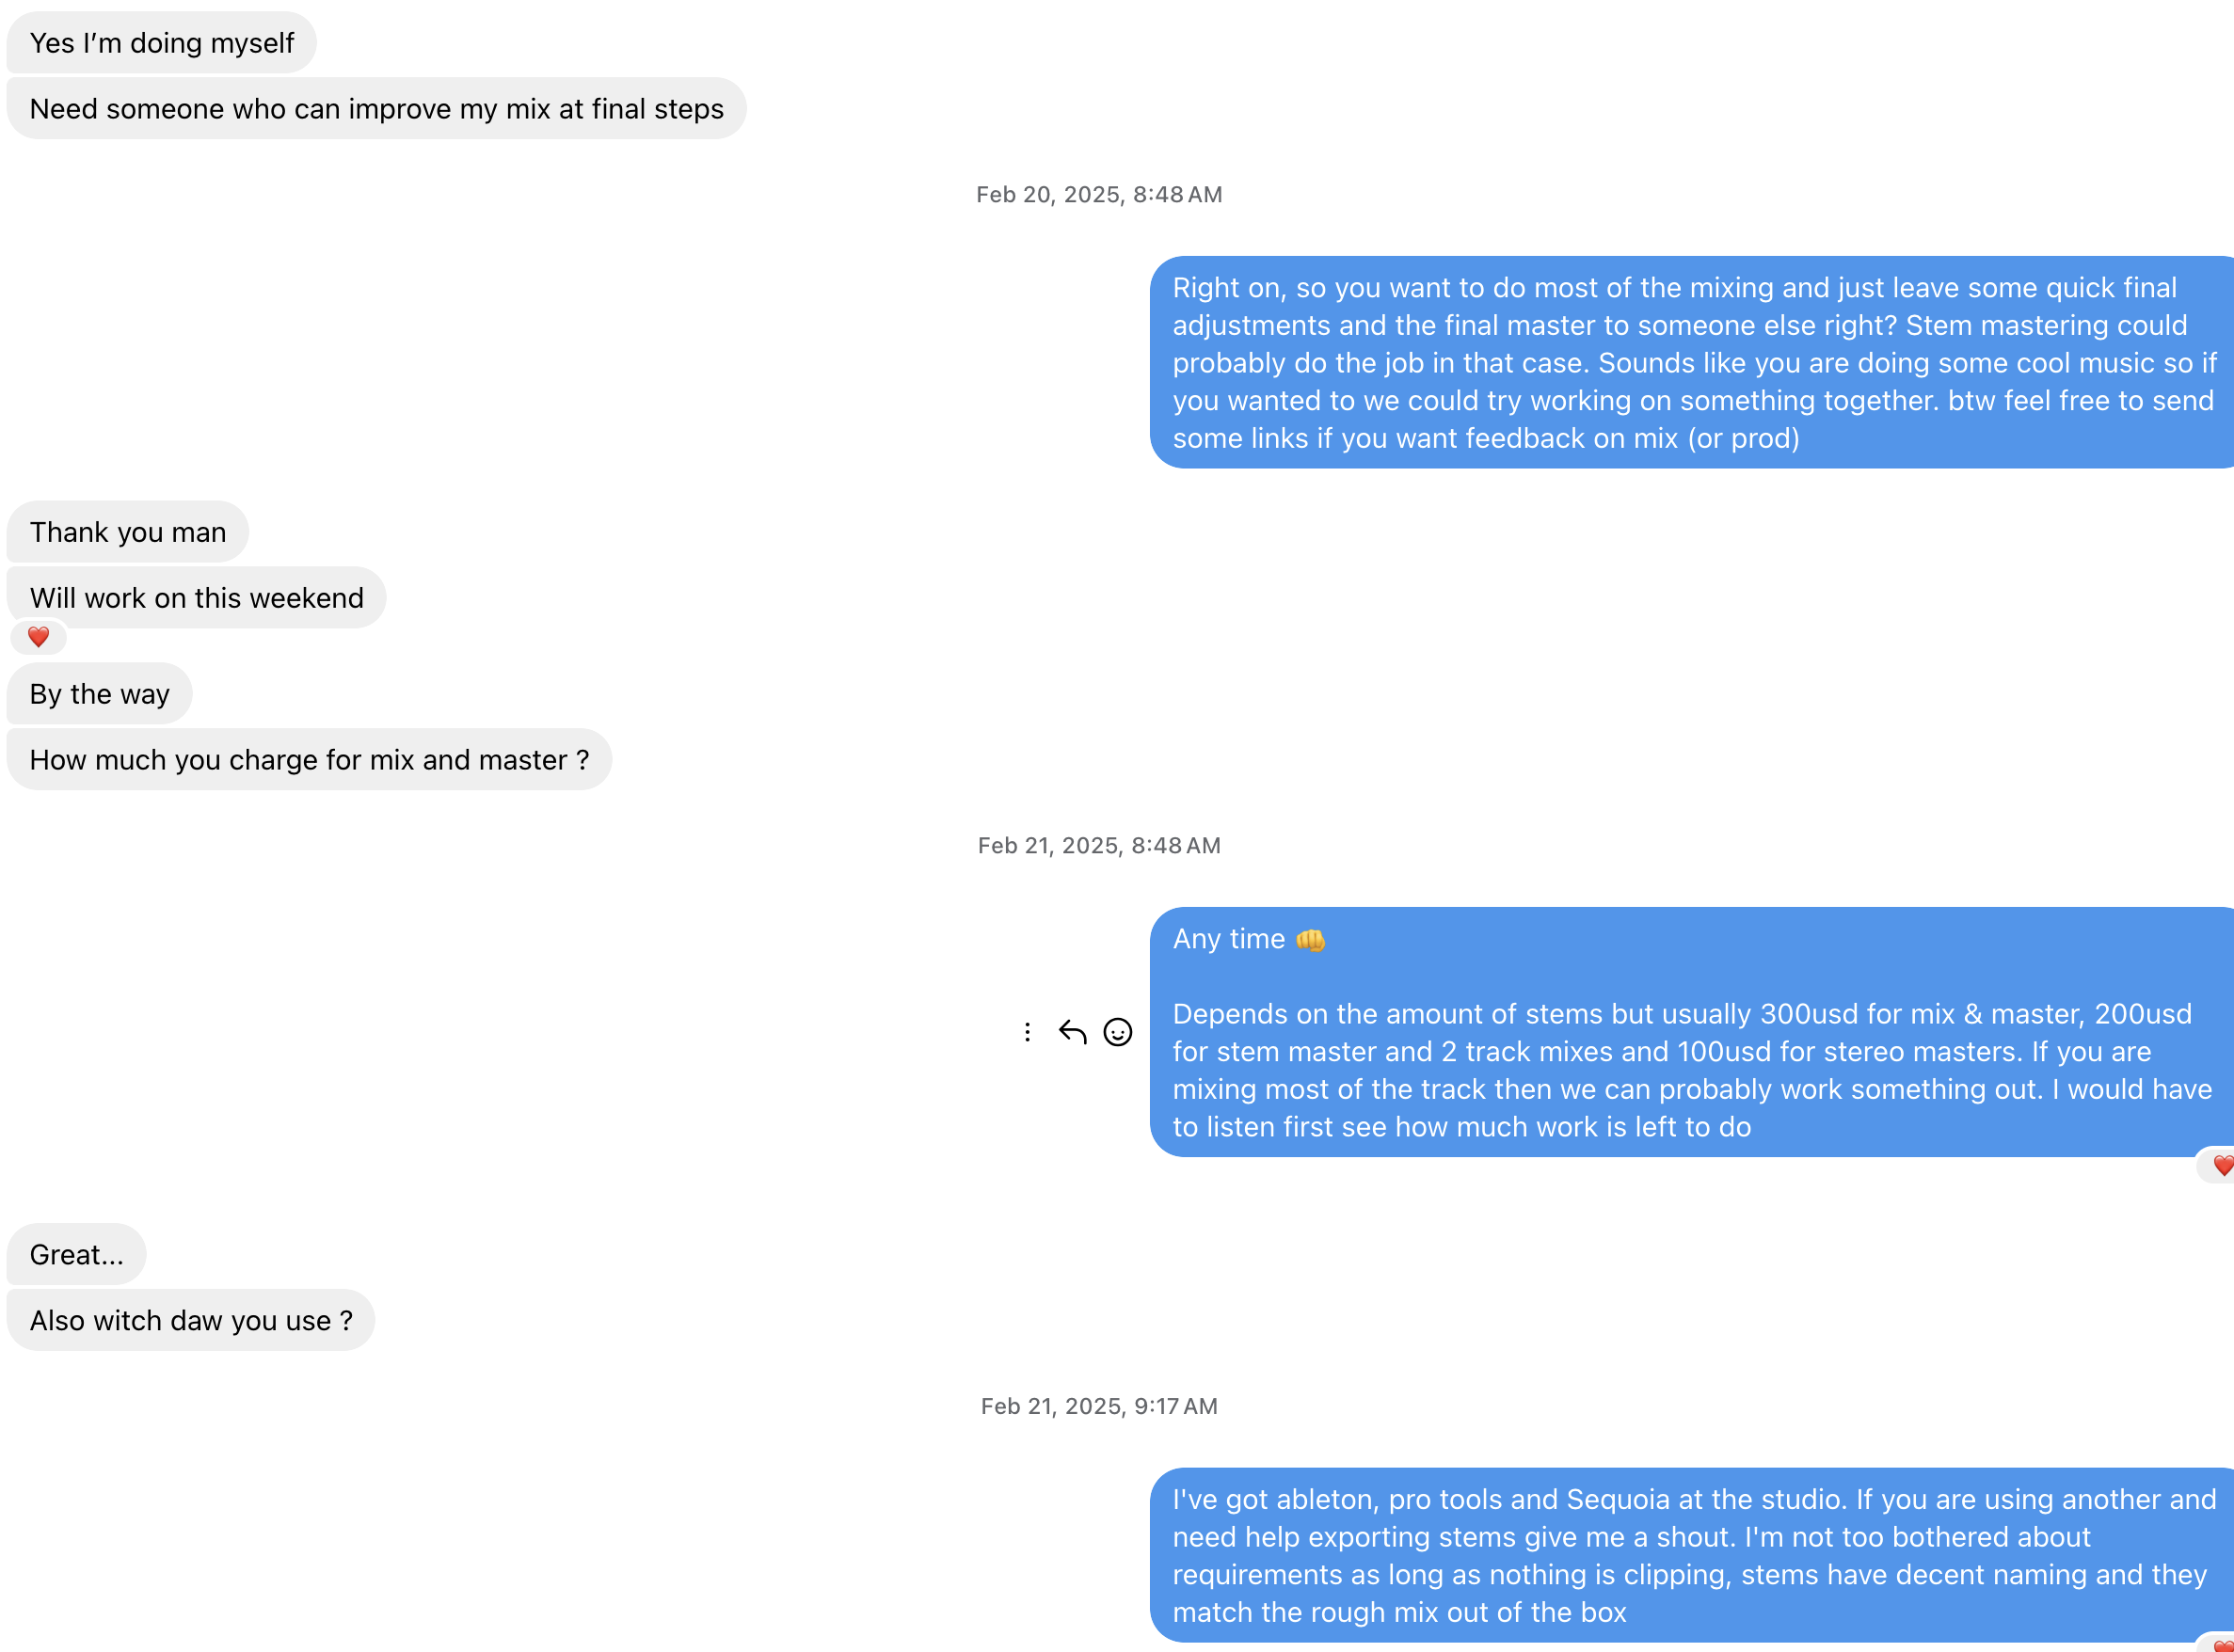 Yes I’m doing myself
Need someone who can improve my mix at final steps
Feb 20, 2025, 8:48 AM
Right on, so you want to do most of the mixing and just leave some quick final
adjustments and the final master to someone else right? Stem mastering could
probably do the job in that case. Sounds like you are doing some cool music so if
you wanted to we could try working on something together. btw feel free to send
some links if you want feedback on mix (or prod)
Thank you man
Will work on this weekend
By the way
How much you charge for mix and master ?
Feb 21, 2025, 8:48 AM
Any time 👊
Depends on the amount of stems but usually 300usd for mix & master, 200usd
for stem master and 2 track mixes and 100usd for stereo masters. If you are
mixing most of the track then we can probably work something out. I would have
to listen first see how much work is left to do
Great...
Also witch daw you use ?
Feb 21, 2025, 9:17 AM
I've got ableton, pro tools and Sequoia at the studio. If you are using another and
need help exporting stems give me a shout. I'm not too bothered about
requirements as long as nothing is clipping, stems have decent naming and they
match the rough mix out of the box